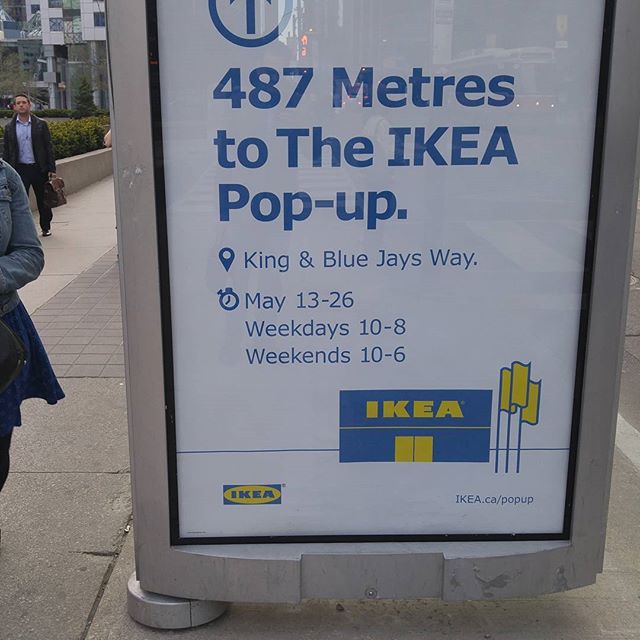 487 Metres
to The IKEA
Pop-up.
King & Blue Jays Way.
May 13-26
Weekdays 10-8
Weekends 10-6
IKEA
IKEA
IKEA.ca/popup